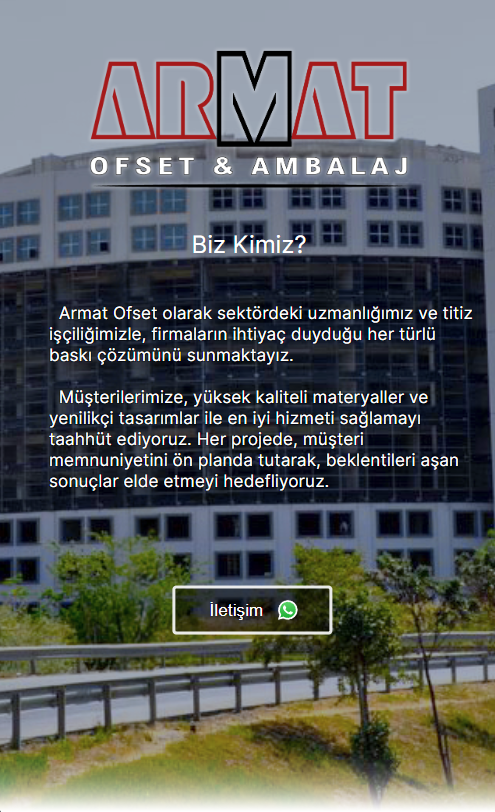 ARMAT
OFSET & AMBALAJ
Biz Kimiz?
Armat Ofset olarak sektördeki uzmanlığımız ve titiz
işçiliğimizle, firmaların ihtiyaç duyduğu her türlü
baskı çözümünü sunmaktayız.
Müşterilerimize, yüksek kaliteli materyaller ve
yenilikçi tasarımlar ile en iyi hizmeti sağlamayı
taahhüt ediyoruz. Her projede, müşteri
memnuniyetini ön planda tutarak, beklentileri aşan
sonuçlar elde etmeyi hedefliyoruz.
İletişim